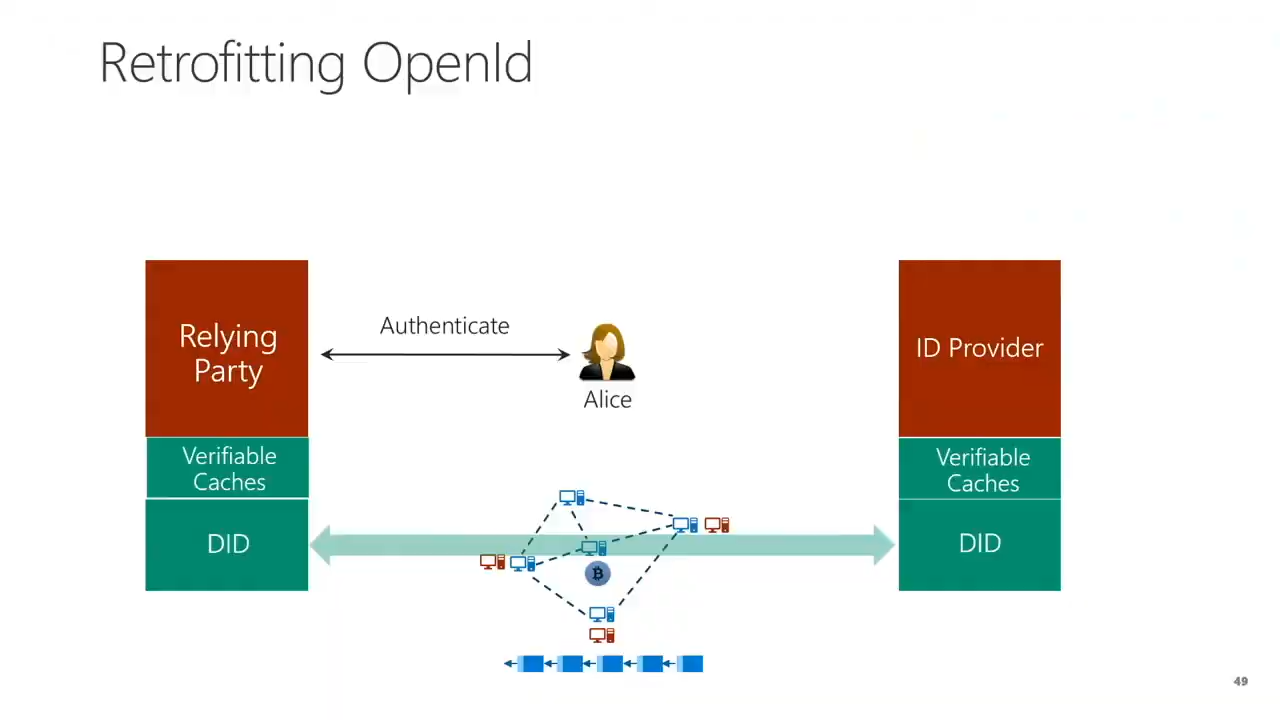 Retrofitting OpenId
Relying
Party
Authenticate
Alice
ID Provider
Verifiable
Caches
Verifiable
Caches
DID
DID
49